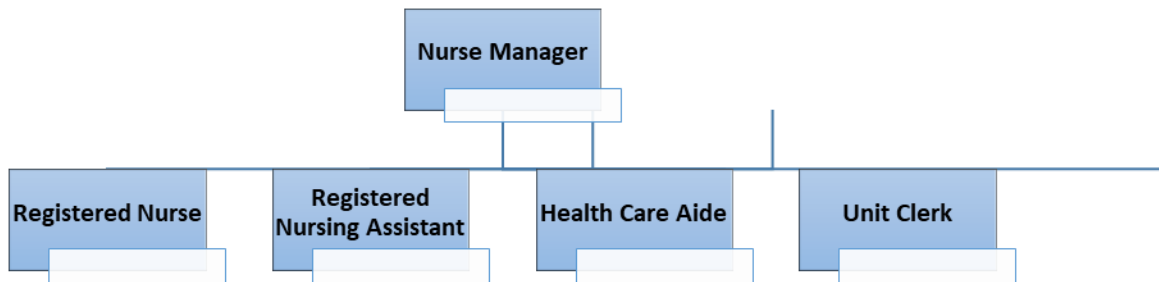 Nurse Manager
Registered Nurse
Registered
Nursing Assistant
Health Care Aide
Unit Clerk